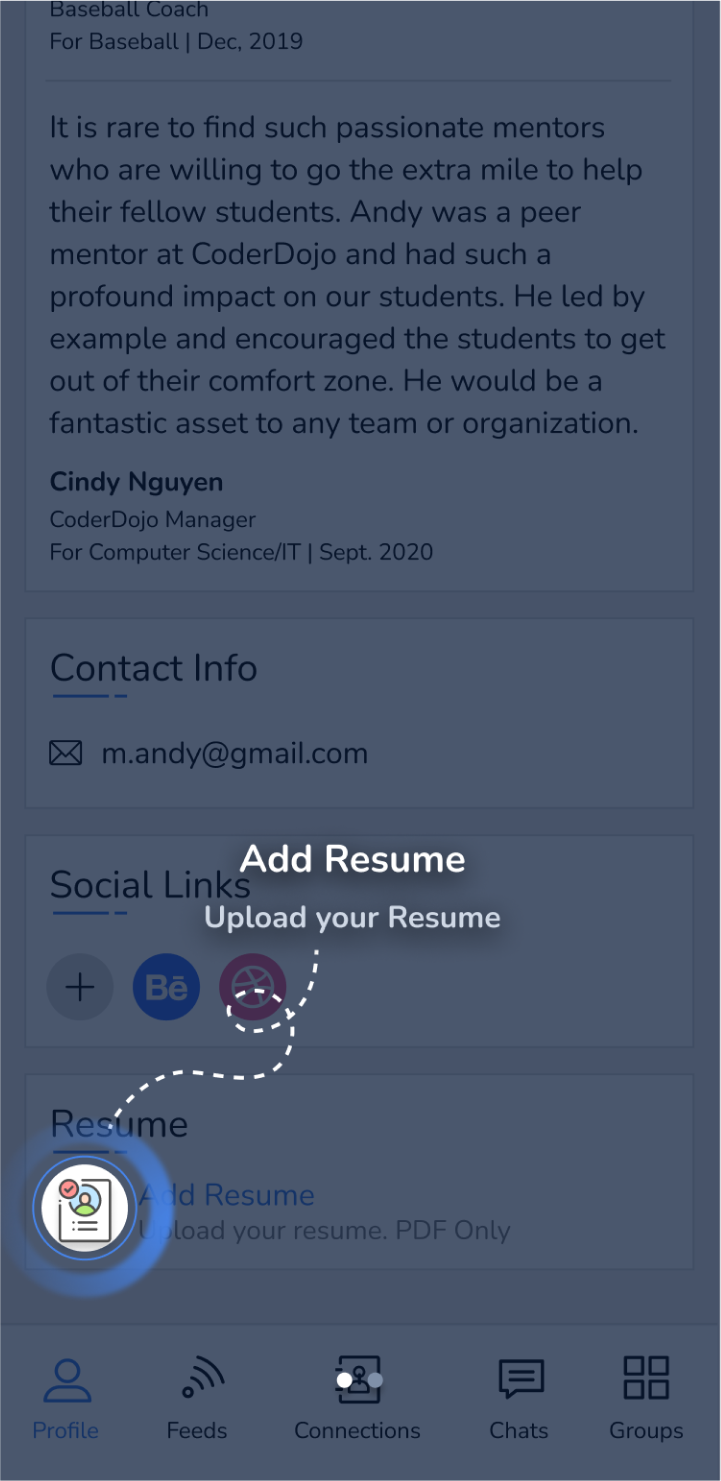 Baseball Coach
For Baseball | Dec, 2019
It is rare to find such passionate mentors
who are willing to go the extra mile to help
their fellow students. Andy was a peer
mentor at CoderDojo and had such a
profound impact on our students. He led by
example and encouraged the students to get
out of their comfort zone. He would be a
fantastic asset to any team or organization.
Cindy Nguyen
CoderDojo Manager
For Computer Science/IT | Sept. 2020
Contact Info
m.andy@gmail.com
Add Resume
Social Links
Upload your Resume
Bē
Resume
Add Resume
Upload your resume. PDF Only
Profile Feeds Connections Chats Groups